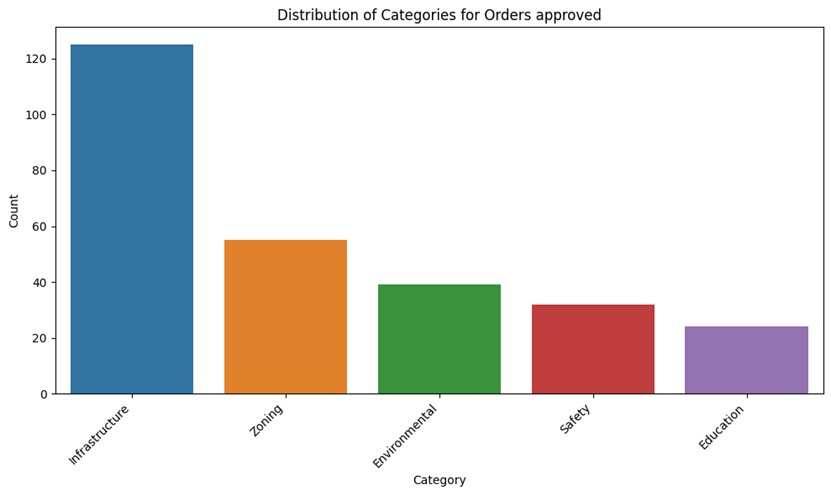 Distribution of Categories for Orders approved
120
100
80
60
40
20
0
Count
Infrastructure
Zoning
Environmental
Safety
Education
Category